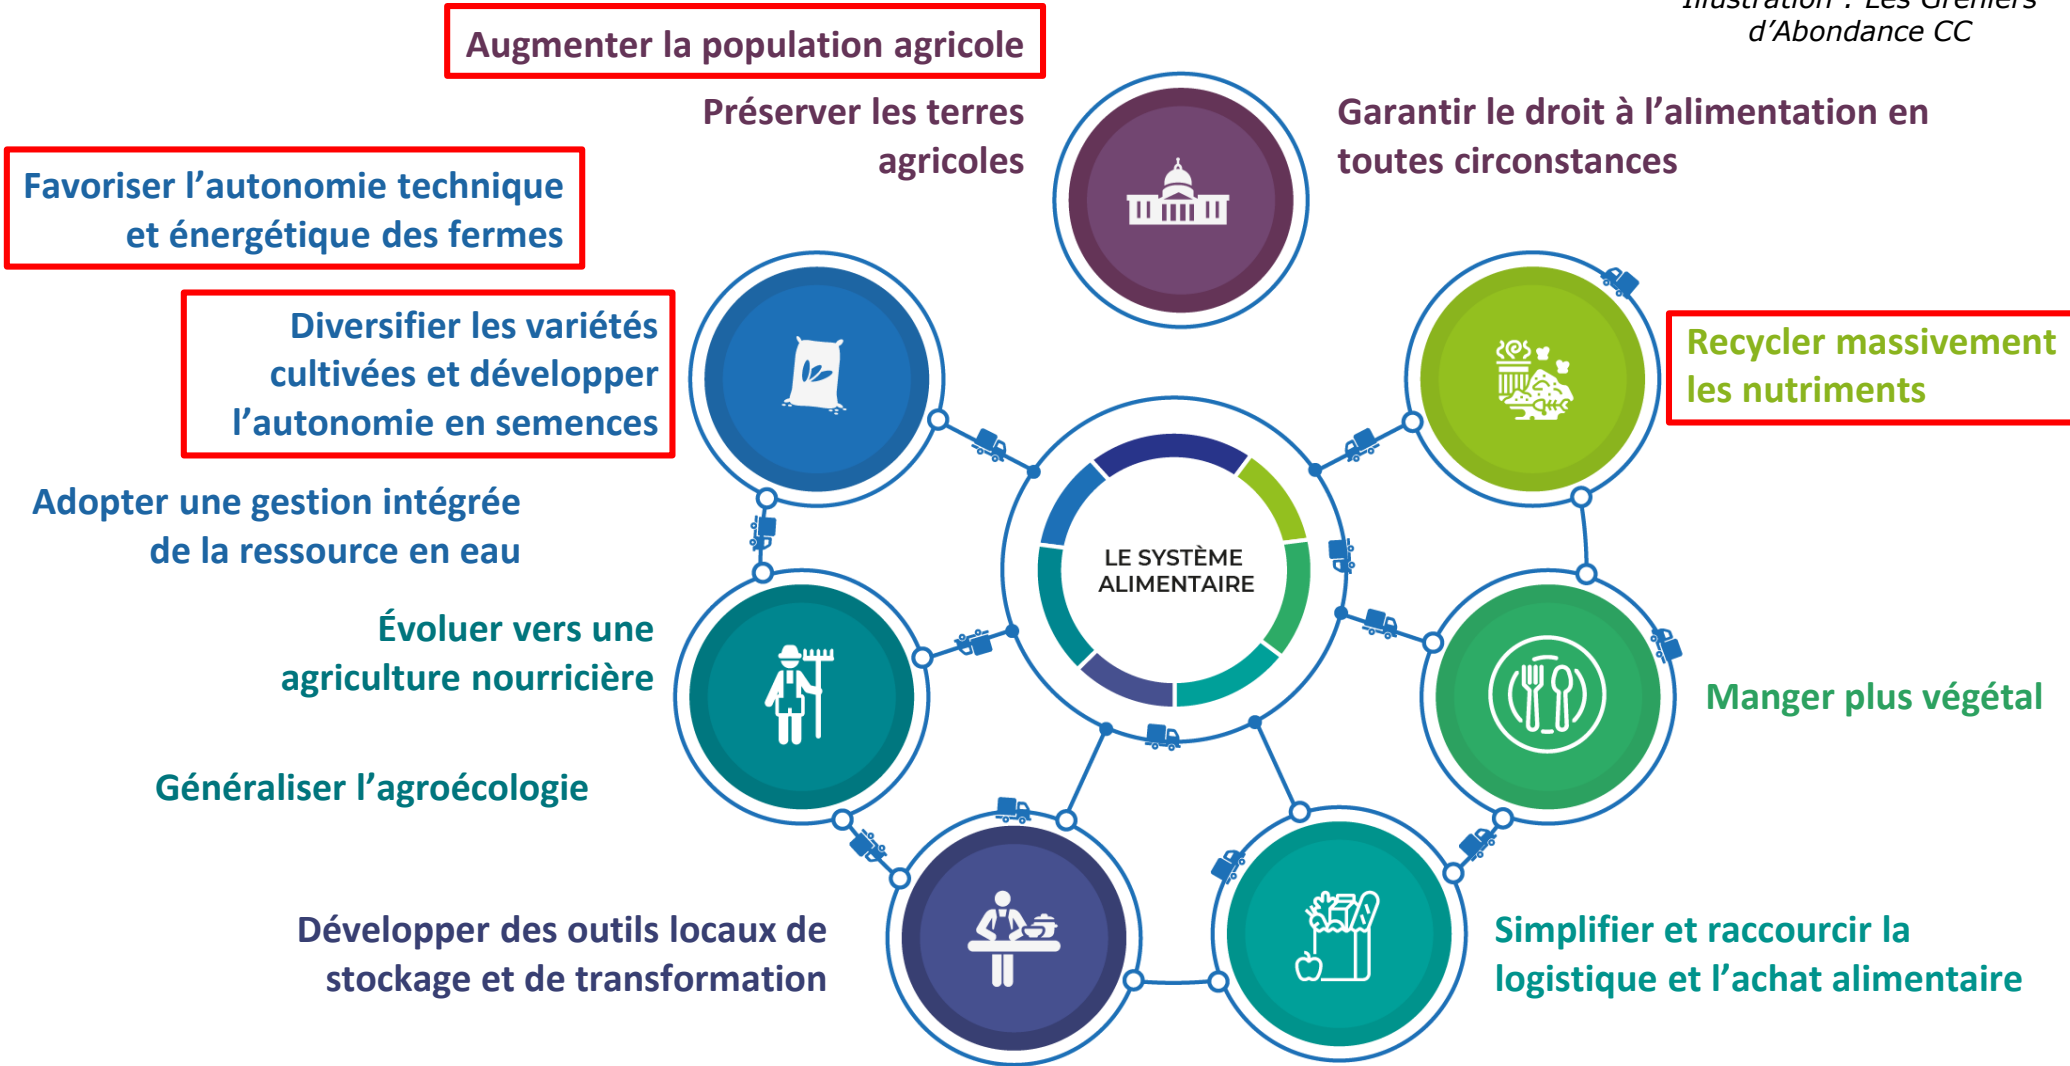 Illustration : Les Greniers
d’Abondance CC
Augmenter la population agricole
Préserver les terres
agricoles
Garantir le droit à l’alimentation en
toutes circonstances
Favoriser l’autonomie technique
et énergétique des fermes
Diversifier les variétés
cultivées et développer
l’autonomie en semences
Recycler massivement
les nutriments
Adopter une gestion intégrée
de la ressource en eau
LE SYSTÈME
ALIMENTAIRE
Évoluer vers une
agriculture nourricière
Manger plus végétal
Généraliser l’agroécologie
Développer des outils locaux de
stockage et de transformation
Simplifier et raccourcir la
logistique et l’achat alimentaire